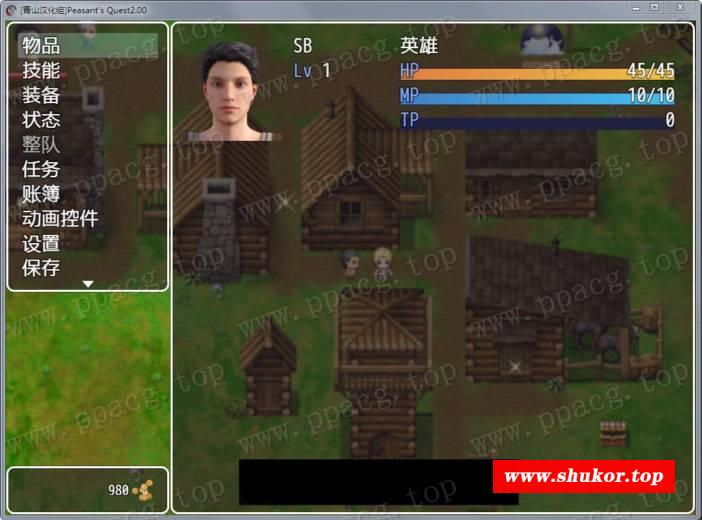 [青山汉化组]Peasant's Quest2.00
物品
技能
装备
状态
整队
任务
账簿
动画控件
设置
保存
SB
英雄
Lv 1
HP 45/45
MP 10/10
TP 0
980
www.ppacg.top
www.shukor.top